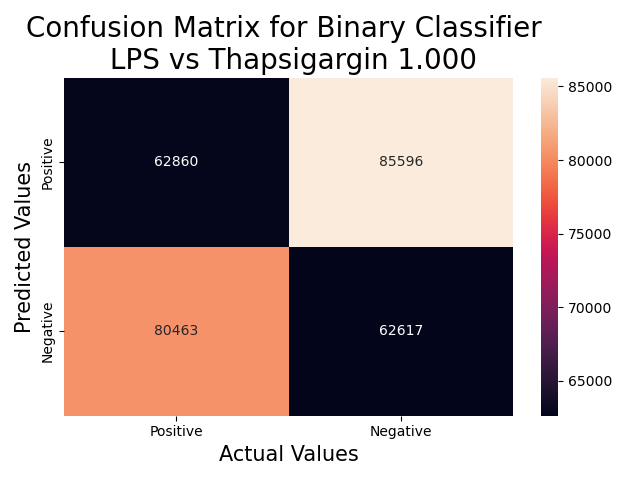 Confusion Matrix for Binary Classifier
LPS vs Thapsigargin 1.000
Predicted Values
Positive
Negative
62860 85596
80463 62617
Positive Negative
Actual Values
85000
80000
75000
70000
65000